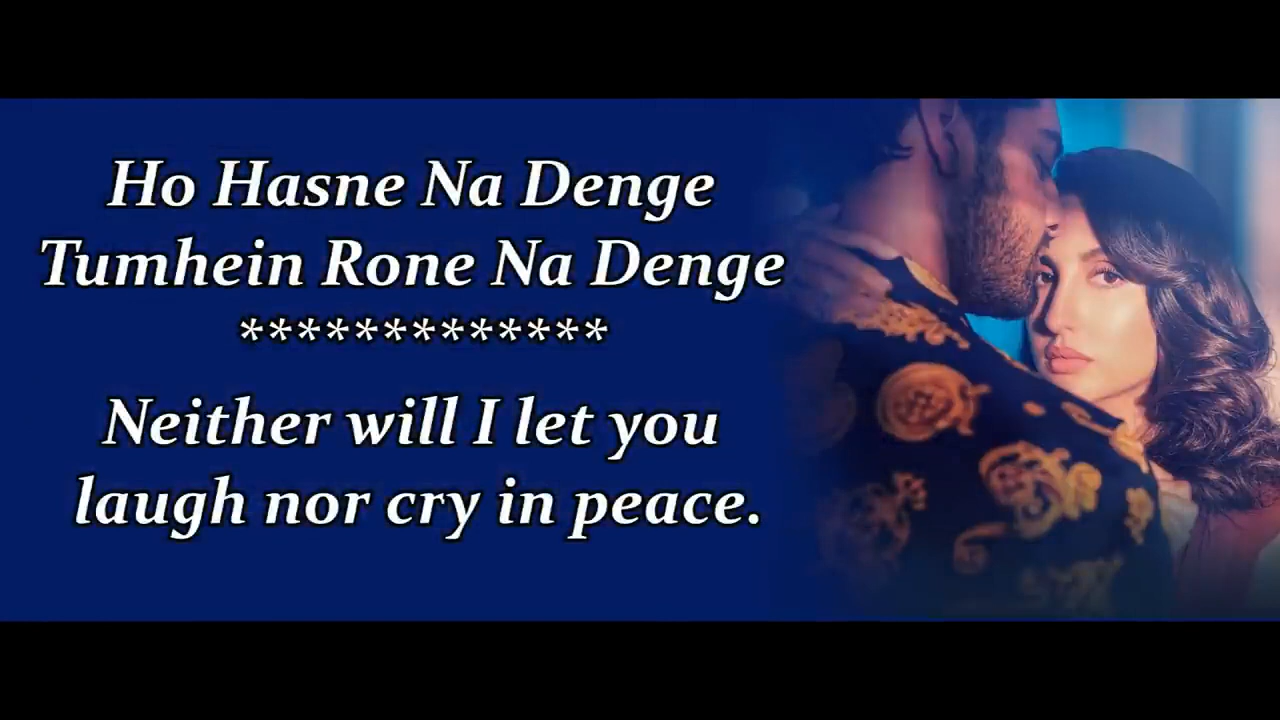 Ho Hasne Na Denge
Tumhein Rone Na Denge
*************
Neither will I let you
laugh nor cry in peace.